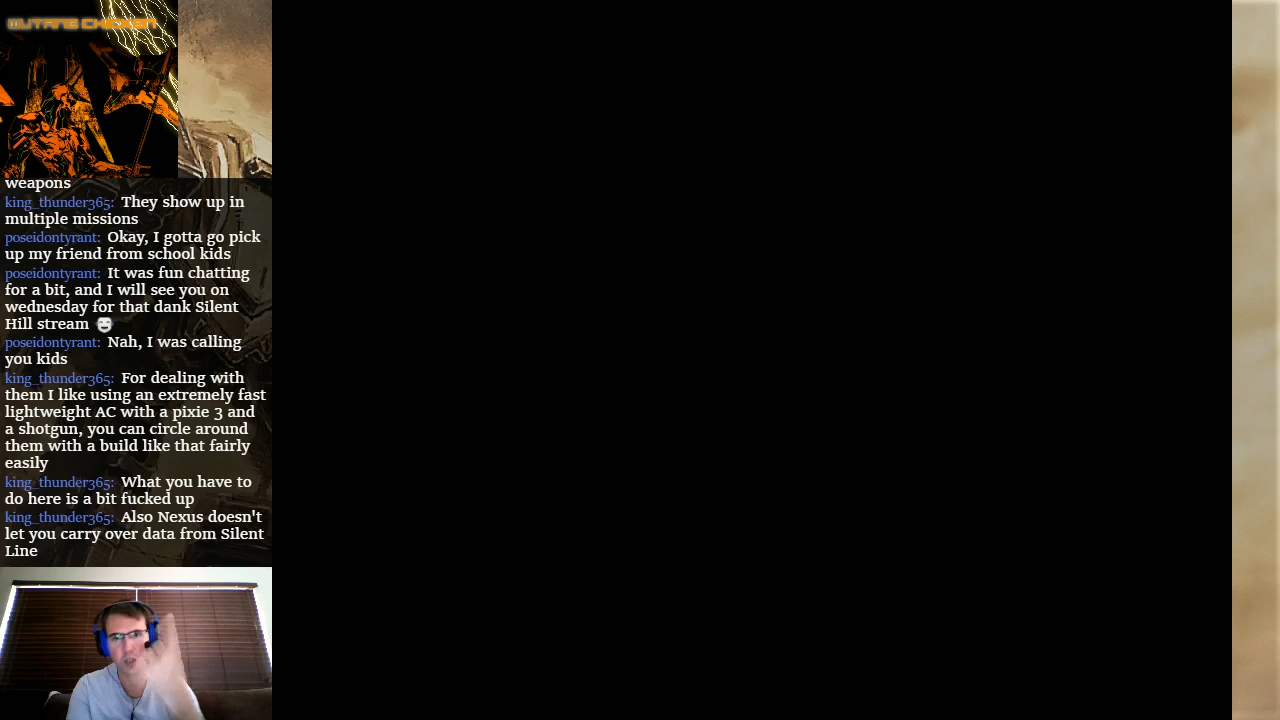 WUTANG CHICKEN
weapons
king_thunder365: They show up in
multiple missions
poseidontyrant: Okay, I gotta go pick
up my friend from school kids
poseidontyrant: It was fun chatting
for a bit, and I will see you on
wednesday for that dank Silent
Hill stream
poseidontyrant: Nah, I was calling
you kids
king_thunder365: For dealing with
them I like using an extremely fast
lightweight AC with a pixie 3 and
a shotgun, you can circle around
them with a build like that fairly
easily
king_thunder365: What you have to
do here is a bit fucked up
king_thunder365: Also Nexus doesn't
let you carry over data from Silent
Line